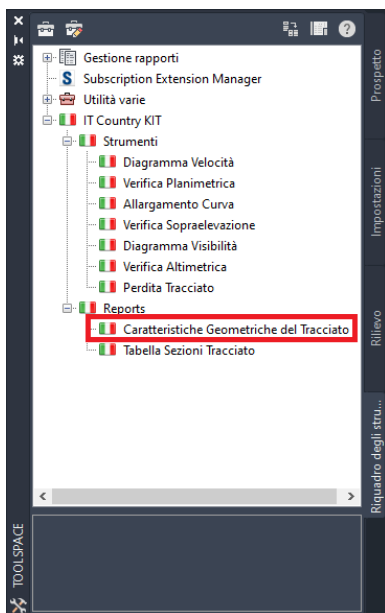 Gestione rapporti
S Subscription Extension Manager
Utilità varie
IT Country KIT
Strumenti
Diagramma Velocità
Verifica Planimetrica
Allargamento Curva
Verifica Sopraelevazione
Diagramma Visibilità
Verifica Altimetrica
Perdita Tracciato
Reports
Caratteristiche Geometriche del Tracciato
Tabella Sezioni Tracciato
Prospetto
Impostazioni
Rilievo
Riquadro degli stru...
TOOLSPACE